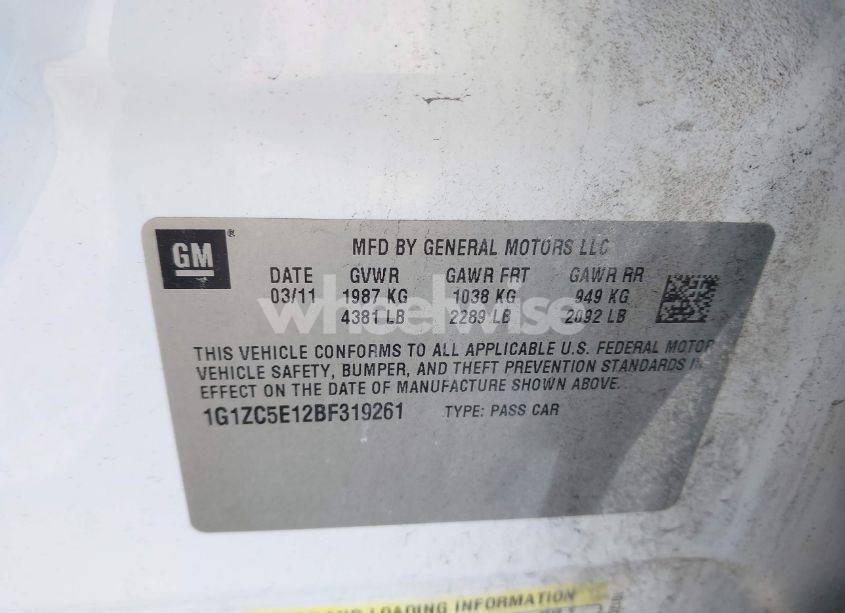 GM®
MFD BY GENERAL MOTORS LLC
DATE GVWR GAWR FRT GAWR RR
03/11 1987 KG 1038 KG 949 KG
4381 LB 2289 LB 2092 LB
wheelwise
THIS VEHICLE CONFORMS TO ALL APPLICABLE U.S. FEDERAL MOTOR
VEHICLE SAFETY, BUMPER, AND THEFT PREVENTION STANDARDS IN
EFFECT ON THE DATE OF MANUFACTURE SHOWN ABOVE.
1G1ZC5E12BF319261 TYPE: PASS CAR
AND LOADING INFORMATION